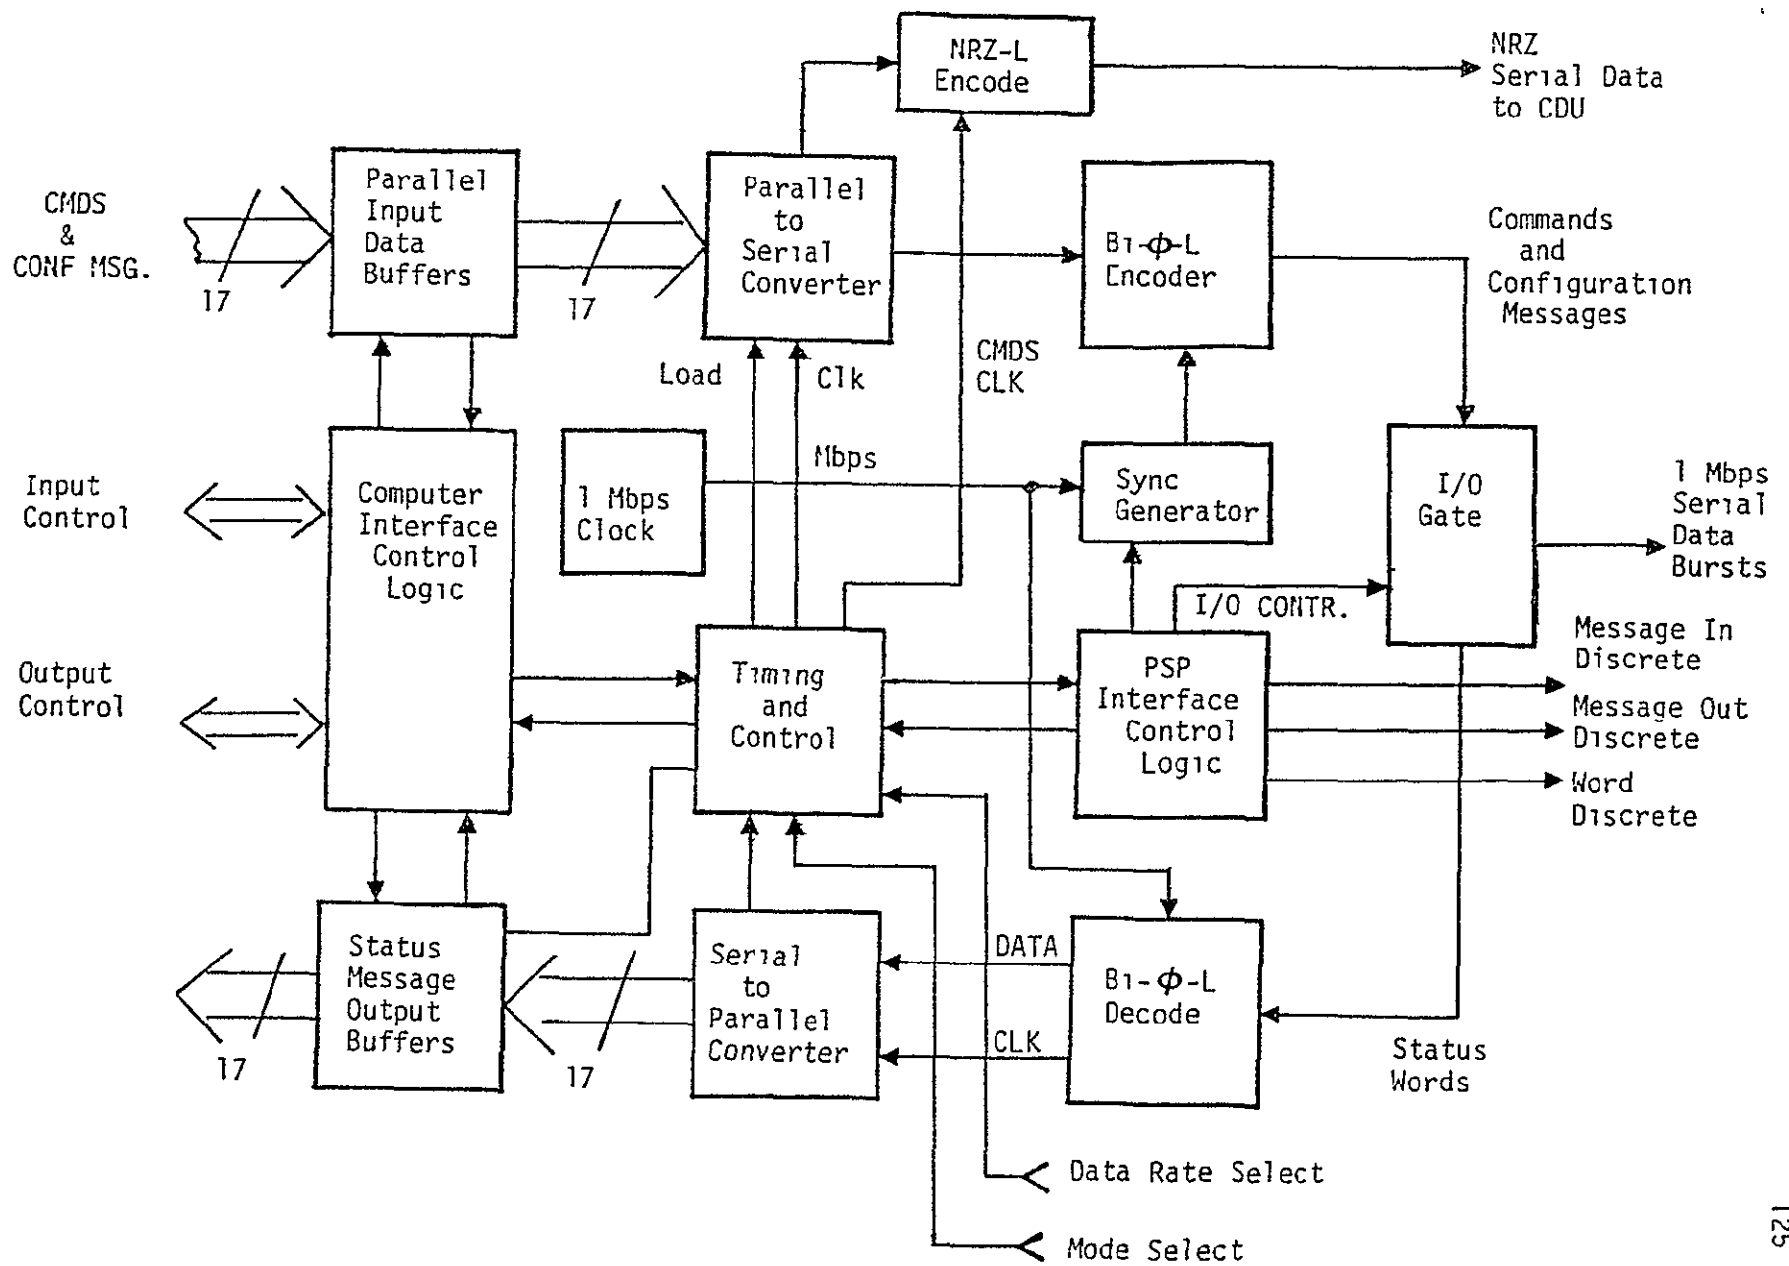 NRZ-L
Encode
NRZ
Serial Data
to CDU
CMDS
&
CONF MSG.
17
Parallel
Input
Data
Buffers
17
Parallel
to
Serial
Converter
Bi-ϕ-L
Encoder
Commands
and
Configuration
Messages
Load
Clk
CMDS
CLK
Input
Control
Computer
Interface
Control
Logic
1 Mbps
Clock
Mbps
Sync
Generator
I/O
Gate
1 Mbps
Serial
Data
Bursts
I/O CONTR.
Output
Control
Timing
and
Control
PSP
Interface
Control
Logic
Message In
Discrete
Message Out
Discrete
Word
Discrete
Status
Message
Output
Buffers
17
17
Serial
to
Parallel
Converter
DATA
CLK
Bi-ϕ-L
Decode
Status
Words
Data Rate Select
Mode Select
125